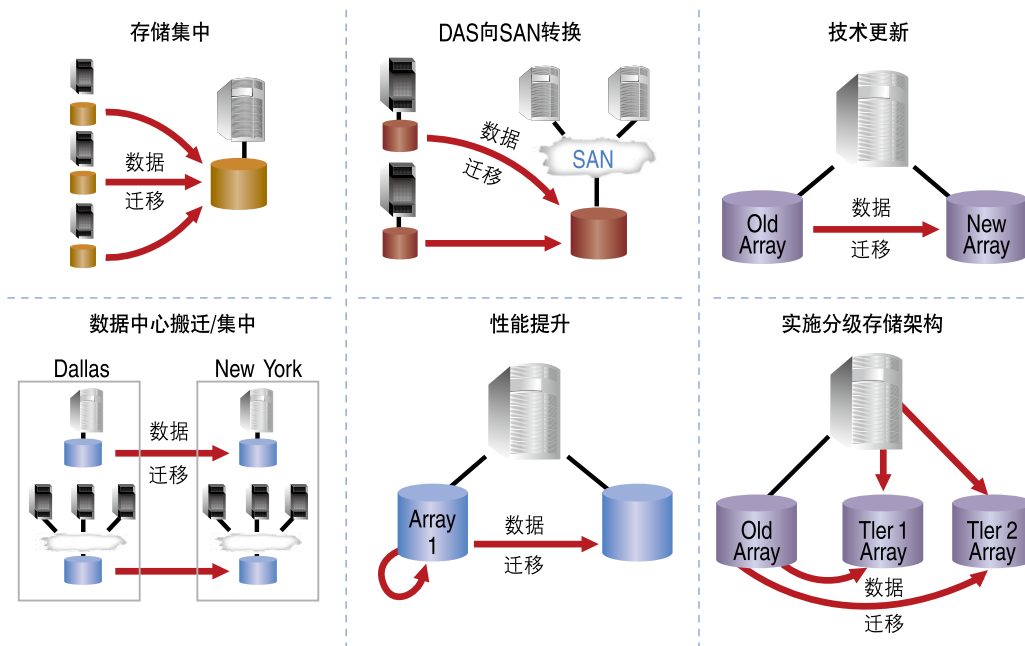 存储集中
数据
迁移
DAS向SAN转换
数据
迁移
SAN
技术更新
Old
Array
数据
迁移
New
Array
数据中心搬迁/集中
Dallas
New York
数据
迁移
性能提升
Array
1
数据
迁移
实施分级存储架构
Old
Array
TIer 1
Array
TIer 2
Array
数据
迁移